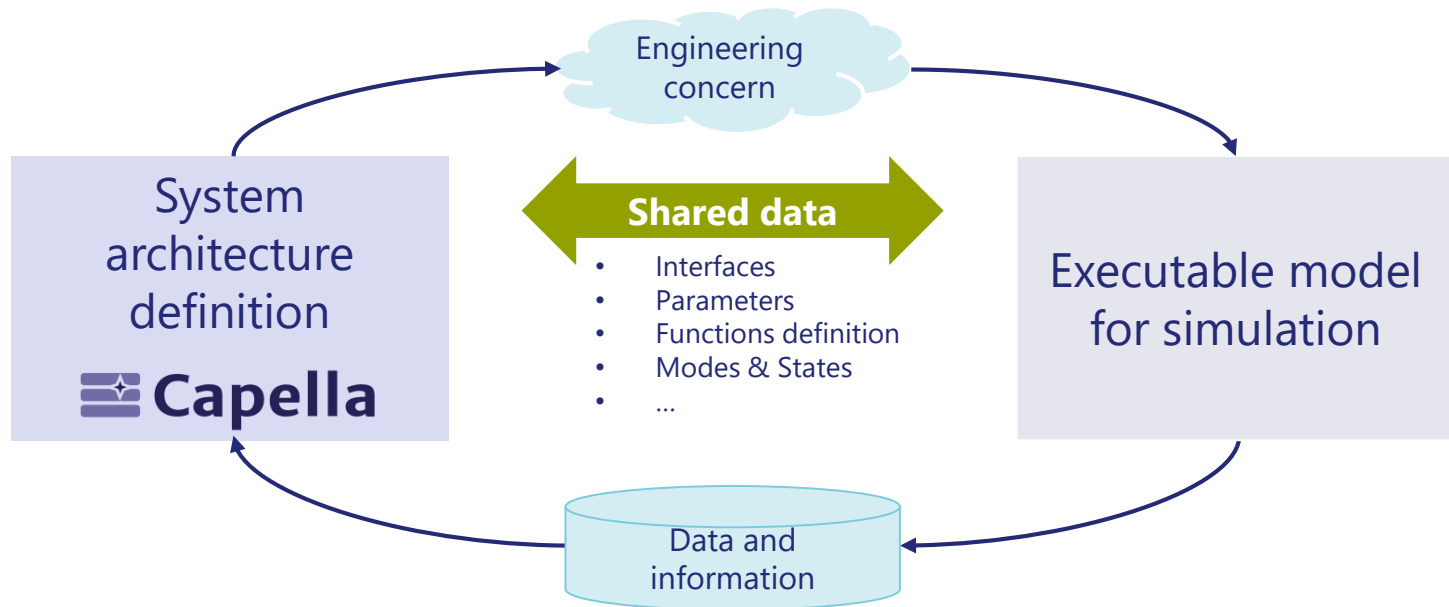 Engineering
concern
System
architecture
definition
Capella
Shared data
• Interfaces
• Parameters
• Functions definition
• Modes & States
• ...
Executable model
for simulation
Data and
information